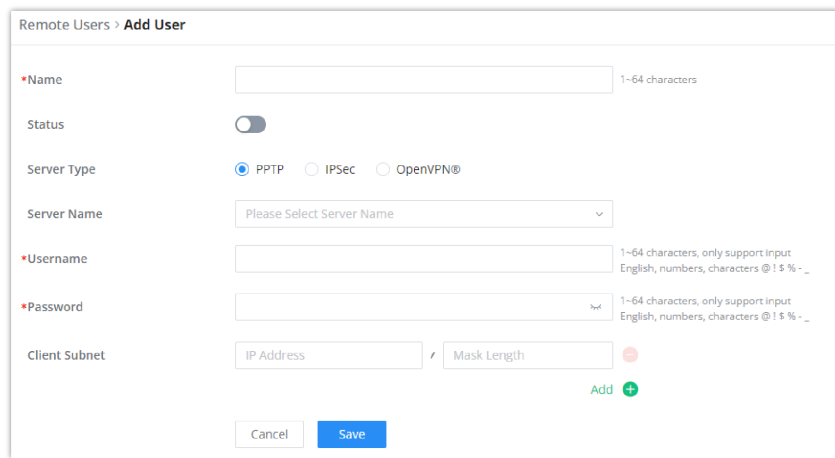 Remote Users > Add User
*Name
1~64 characters
Status
Server Type PPTP IPSec OpenVPN®
Server Name Please Select Server Name
*Username
1~64 characters, only support input
English, numbers, characters @ ! $ % - _
*Password
1~64 characters, only support input
English, numbers, characters @ ! $ % - _
Client Subnet IP Address / Mask Length
Add
Cancel Save